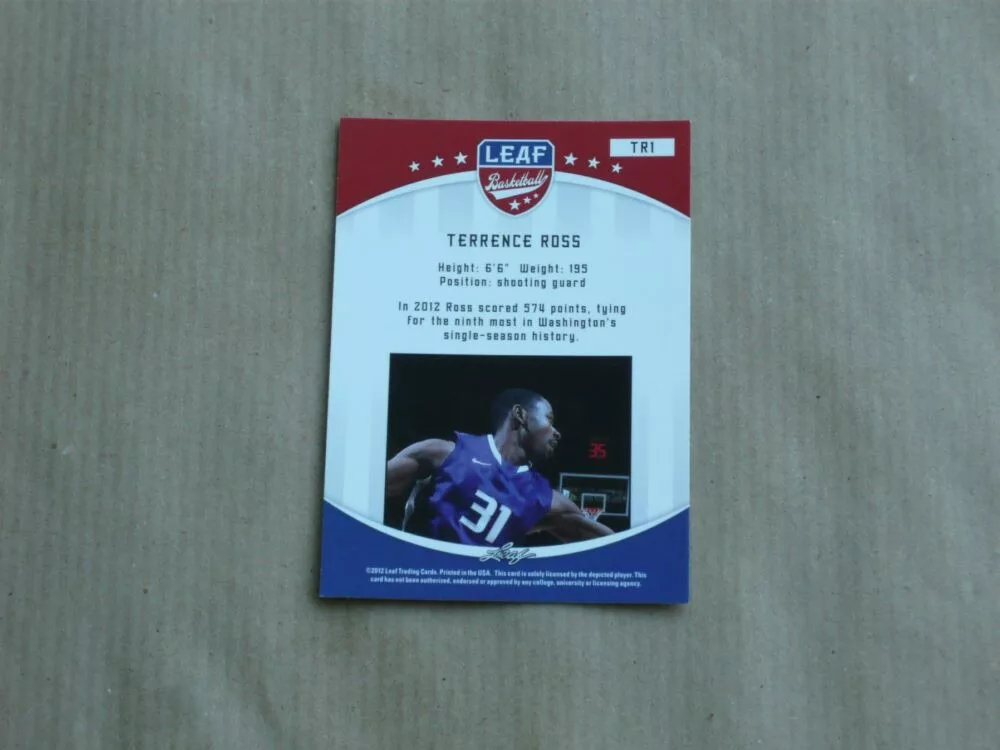 TR1
LEAF
Basketball
TERRENCE ROSS
Height: 6'6" Weight: 195
Position: shooting guard
In 2012 Ross scored 574 points, tying
for the ninth most in Washington's
single-season history.
35
31
Leaf
©2012 Leaf Trading Cards. Printed in the USA. This card is solely licensed by the depicted player. This
card has not been authorized, endorsed or approved by any college, university or licensing agency.